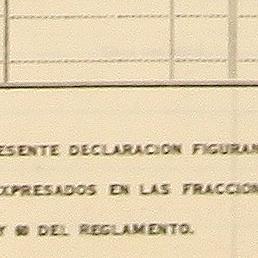 ESENTE DECLARACION FIGURAN
EXPRESADOS EN LAS FRACCION
Y 60 DEL REGLAMENTO.